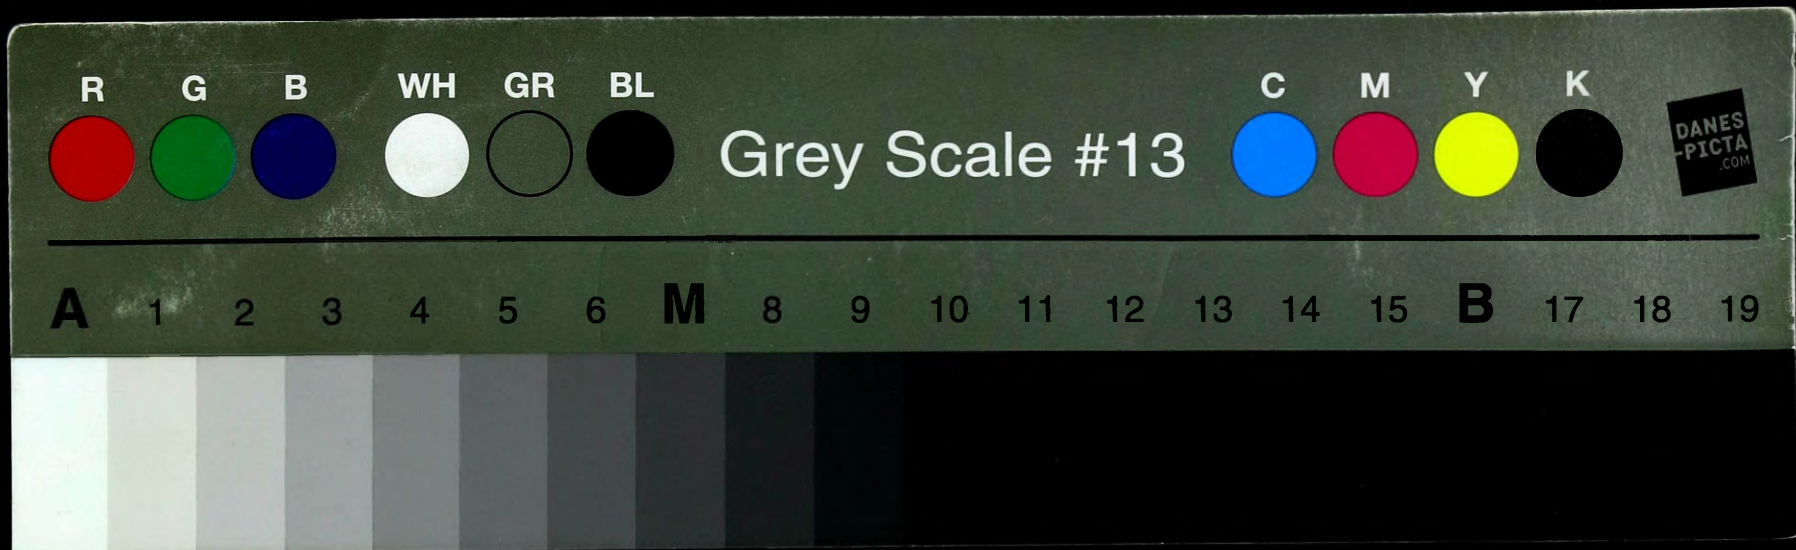 R G B WH GR BL C M Y K
Grey Scale #13
DANES
-PICTA
.COM
A 1 2 3 4 5 6 M 8 9 10 11 12 13 14 15 B 17 18 19